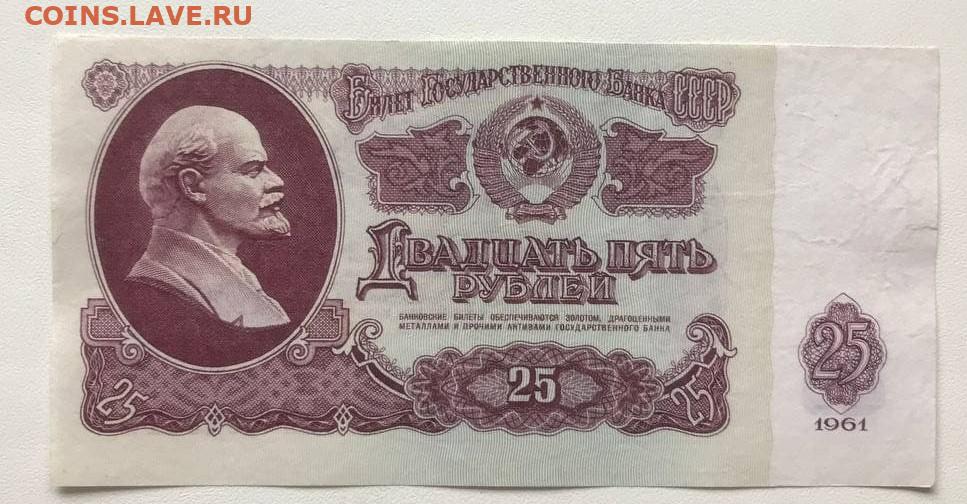 COINS.LAVE.RU
Билет Государственного Банка СССР
Двадцать пять
рублей
БАНКОВСКИЕ БИЛЕТЫ ОБЕСПЕЧИВАЮТСЯ ЗОЛОТОМ, ДРАГОЦЕННЫМИ
МЕТАЛЛАМИ И ПРОЧИМИ АКТИВАМИ ГОСУДАРСТВЕННОГО БАНКА
25
25
25
25
1961